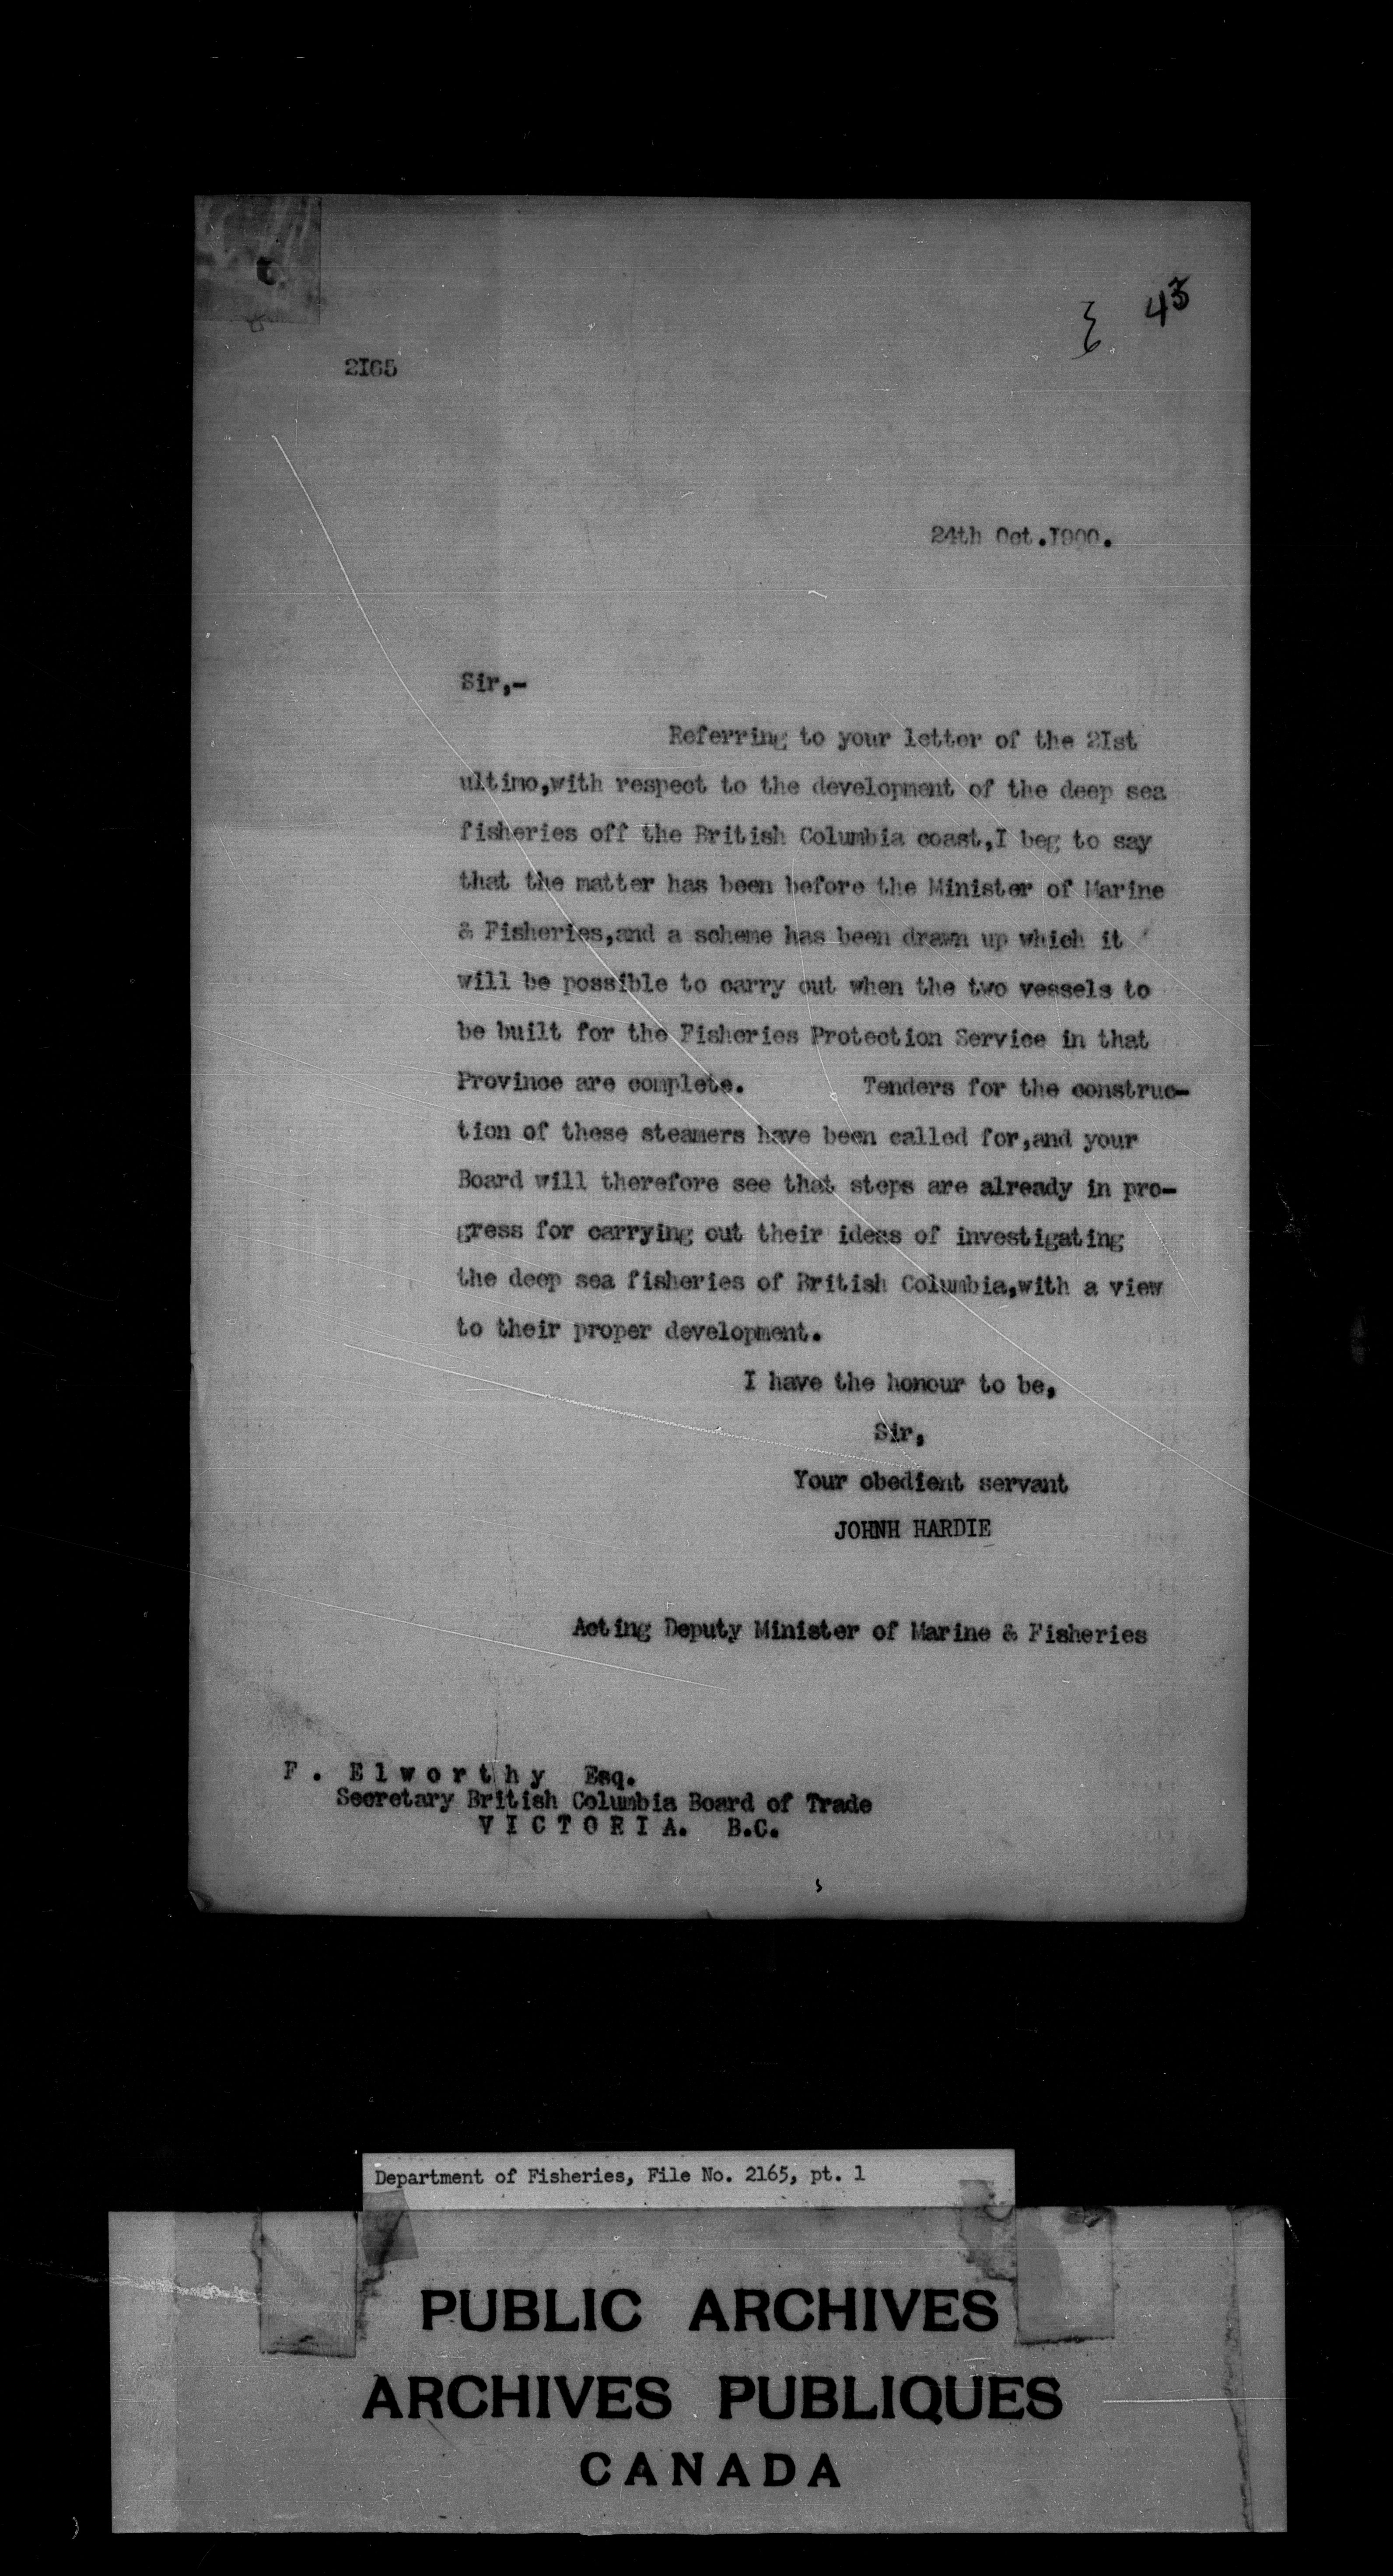 t.
43
2I65
24th Oct.I900.
Sir,-
Referring to your letter of the 2Ist
ultimo,with respect to the development of the deep sea
fisheries off the British Columbia coast,I beg to say
that the matter has been before the Minister of Marine
& Fisheries,and a scheme has been drawn up which it
will be possible to carry out when the two vessels to
be built for the Fisheries Protection Service in that
Province are complete. Tenders for the construc-
tion of these steamers have been called for,and your
Board will therefore see that steps are already in pro-
gress for carrying out their ideas of investigating
the deep sea fisheries of British Columbia,with a view
to their proper development.
I have the honour to be,
Sir,
Your obedient servant
JOHNH HARDIE
Acting Deputy Minister of Marine & Fisheries
F. Elworthy Esq.
Secretary British Columbia Board of Trade
VICTORIA. B.C.
Department of Fisheries, File No. 2165, pt. 1
PUBLIC ARCHIVES
ARCHIVES PUBLIQUES
CANADA